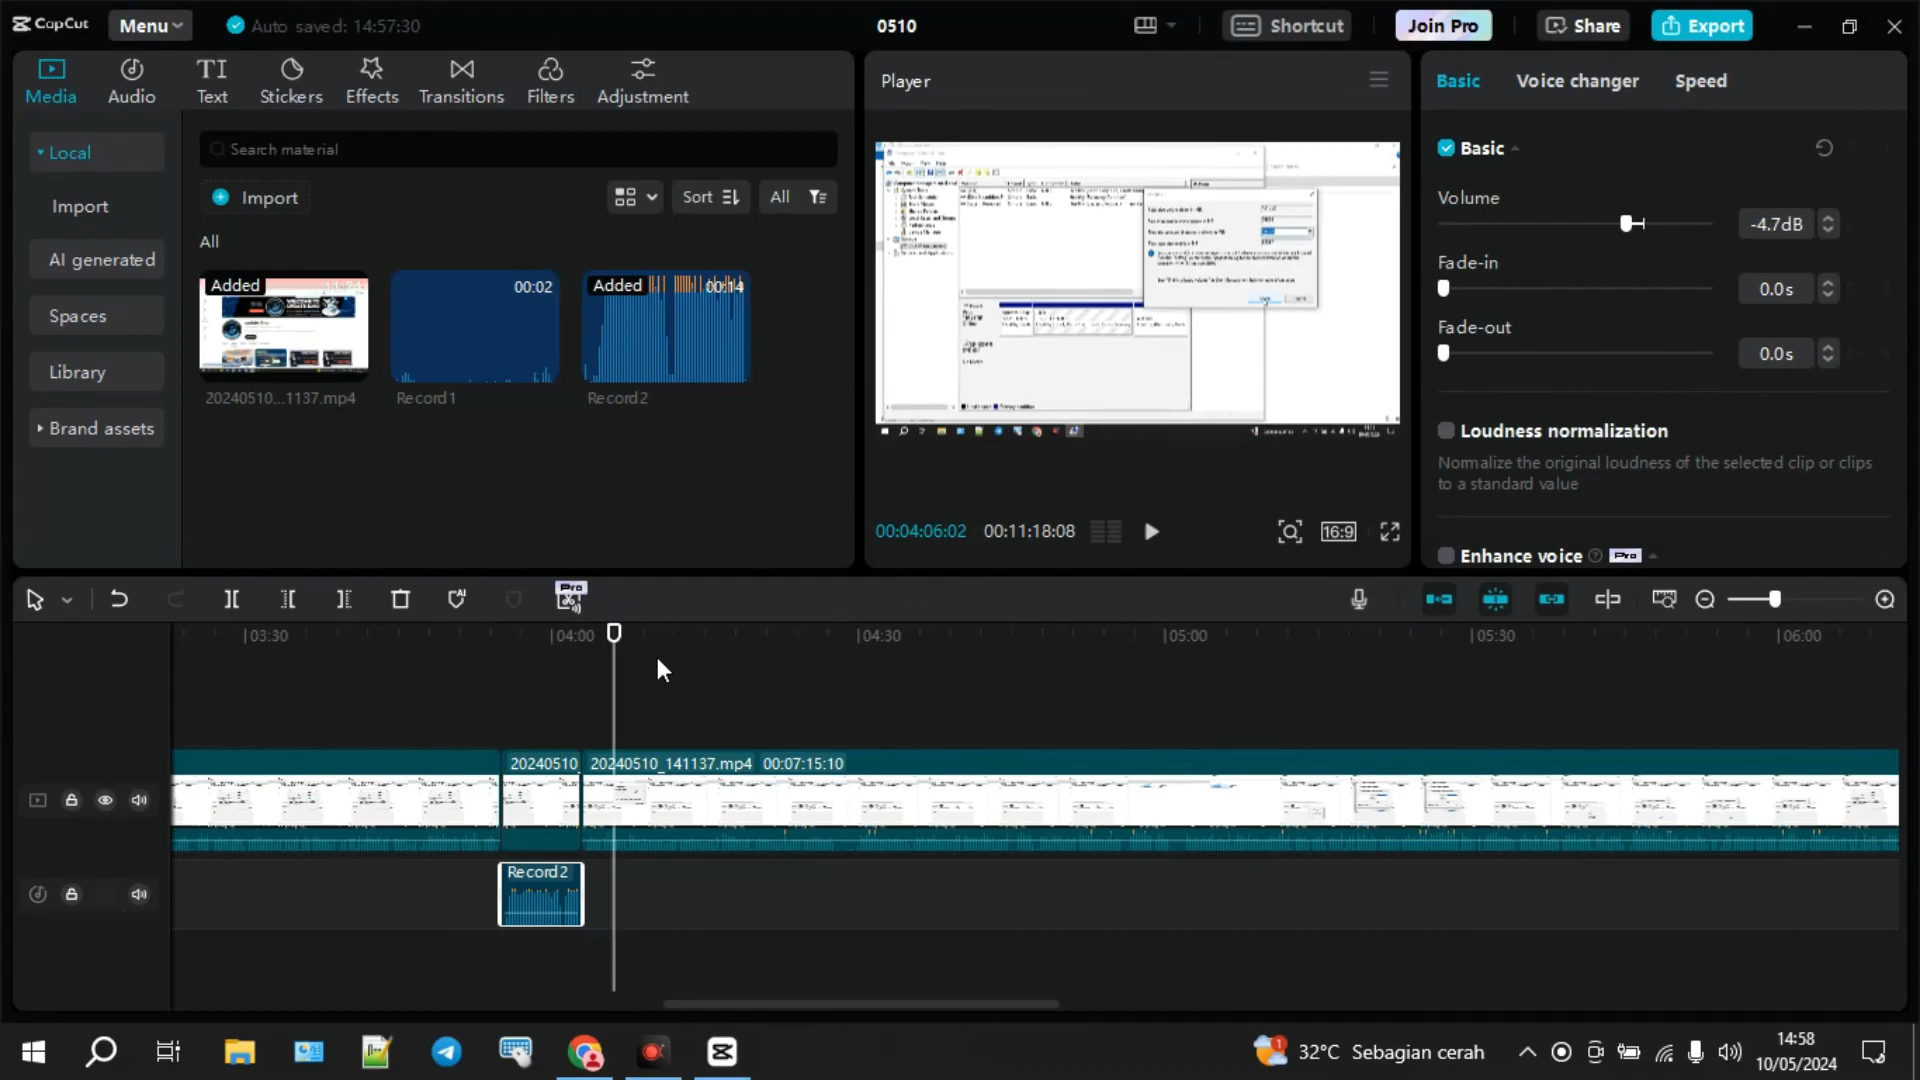 CapCut
Menu
Auto saved: 14:57:30
0510
Shortcut
Join Pro
Share
Export
Media
Audio
TI
Text
Stickers
Effects
Transitions
Filters
Adjustment
Player
Basic
Voice changer
Speed
Local
Import
AI generated
Spaces
Library
Brand assets
Search material
Import
Sort
All
All
Added
Added
00:02
00:14
20240510...1137.mp4
Record1
Record2
00:04:06:02
00:11:18:08
16:9
Basic
Volume
-4.7dB
Fade-in
0.0s
Fade-out
0.0s
Loudness normalization
Normalize the original loudness of the selected clip or clips
to a standard value
Enhance voice
Pro
Pro
03:30
04:00
04:30
05:00
05:30
06:00
20240510_
20240510_141137.mp4 00:07:15:10
Record2
32°C Sebagian cerah
14:58
10/05/2024